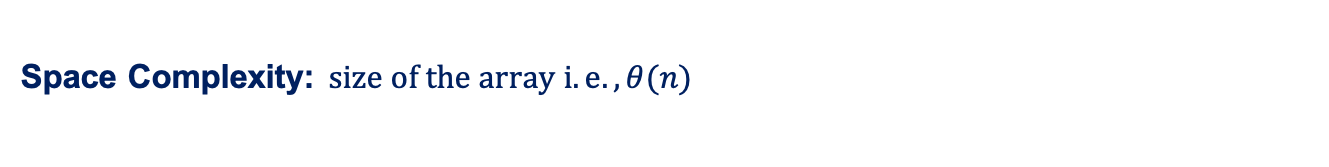 Space Complexity: size of the array i. e. , θ(n)